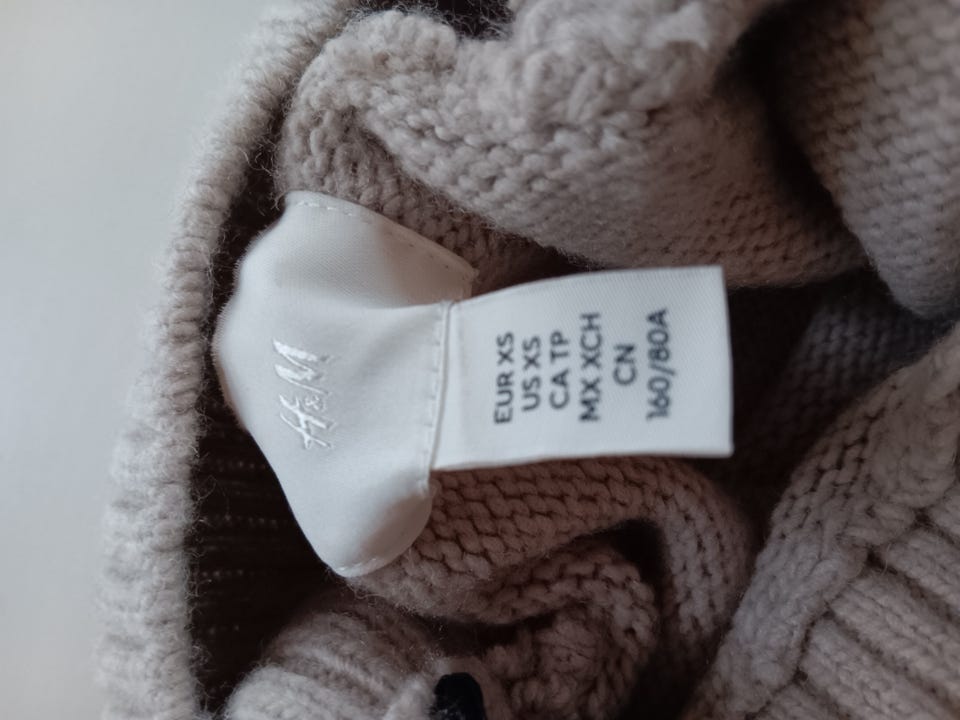 H&M
EUR XS
US XS
CA TP
MX XCH
CN
160/80A